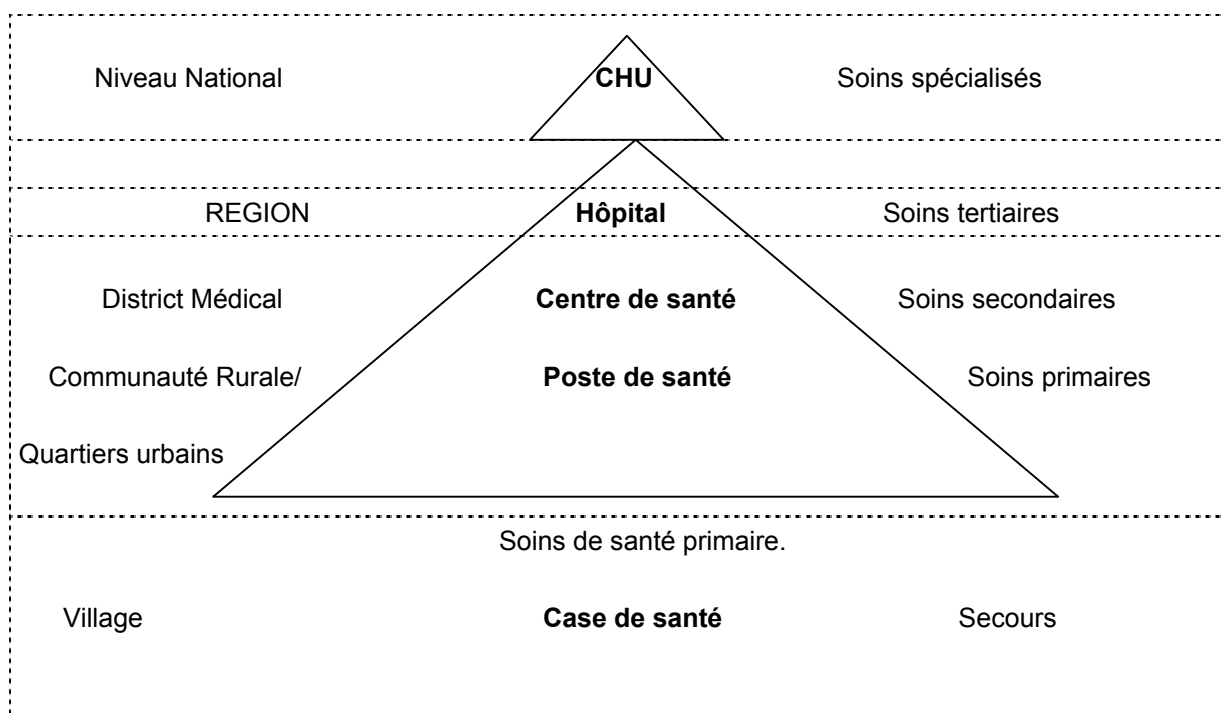 Niveau National CHU Soins spécialisés
REGION Hôpital Soins tertiaires
District Médical Centre de santé Soins secondaires
Communauté Rurale/ Poste de santé Soins primaires
Quartiers urbains
Soins de santé primaire.
Village Case de santé Secours